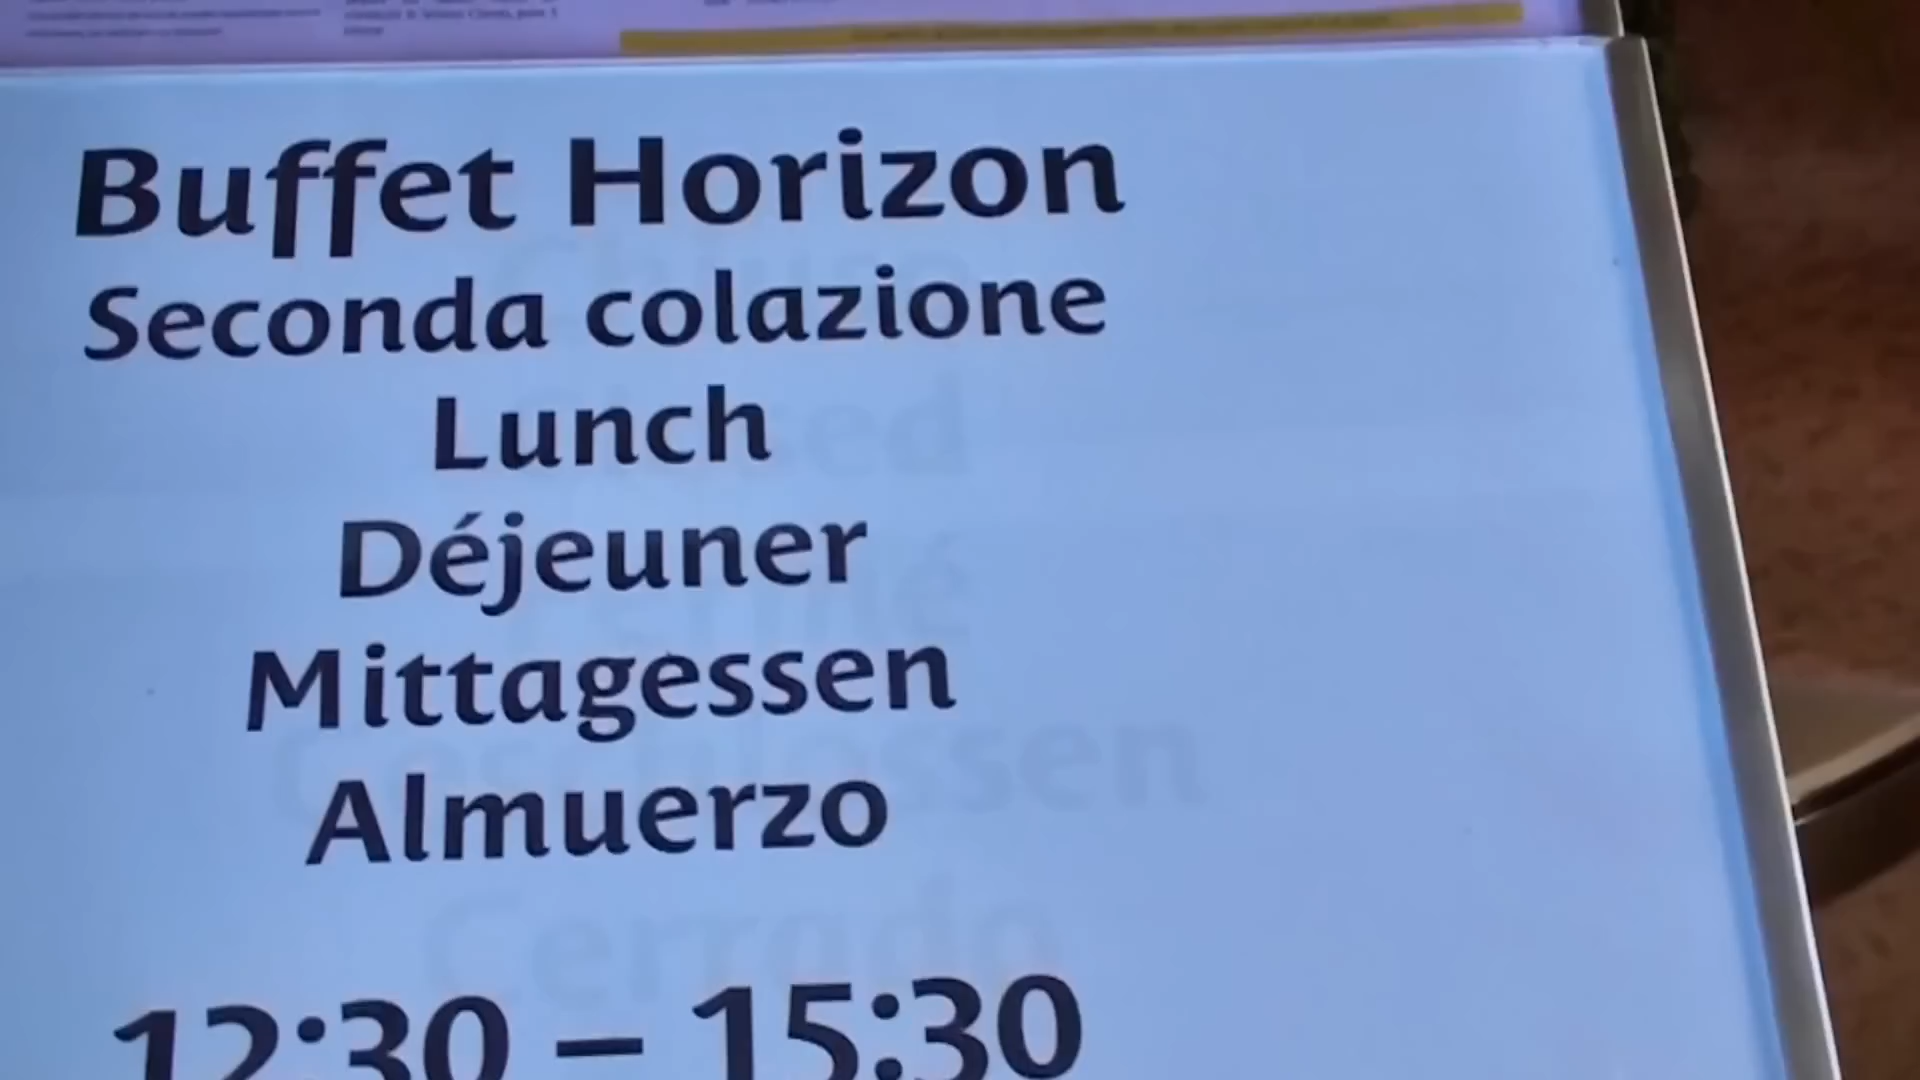 Buffet Horizon
Seconda colazione
Lunch
Déjeuner
Mittagessen
Almuerzo
12:30 – 15:30